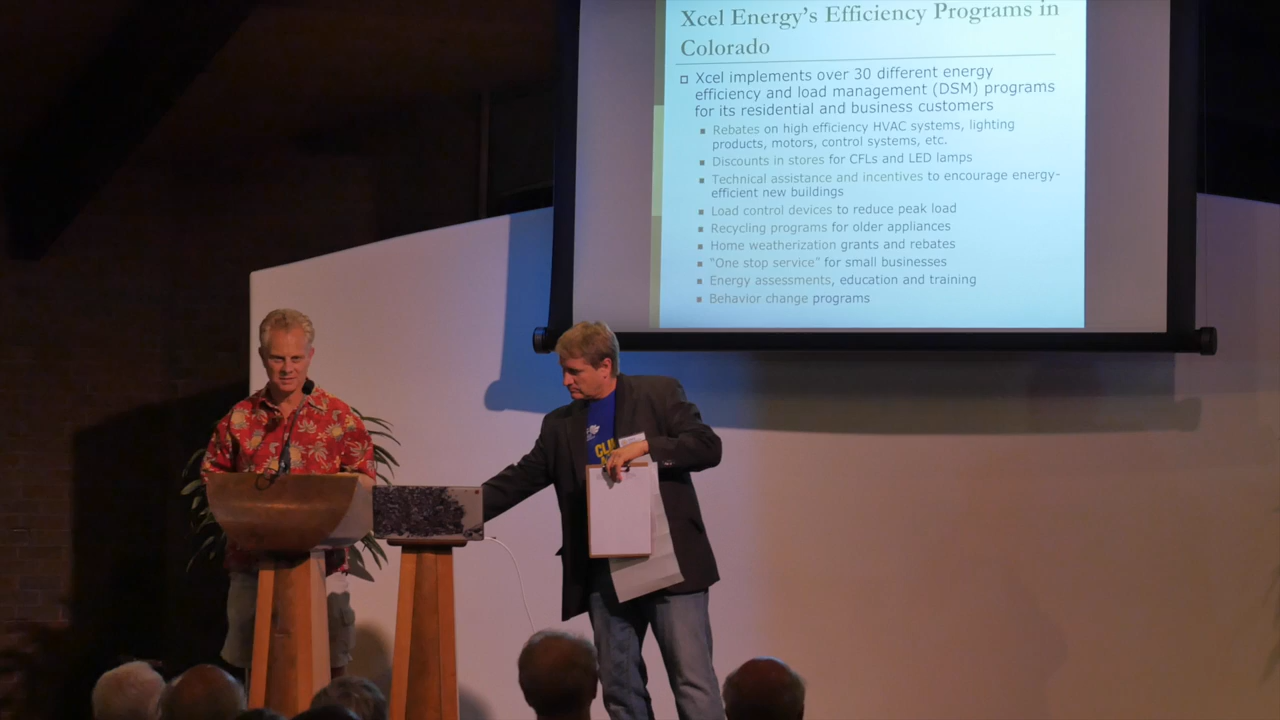 Xcel Energy's Efficiency Programs in
Colorado
Xcel implements over 30 different energy
efficiency and load management (DSM) programs
for its residential and business customers
Rebates on high efficiency HVAC systems, lighting
products, motors, control systems, etc.
Discounts in stores for CFLs and LED lamps
Technical assistance and incentives to encourage energy-
efficient new buildings
Load control devices to reduce peak load
Recycling programs for older appliances
Home weatherization grants and rebates
"One stop service" for small businesses
Energy assessments, education and training
Behavior change programs